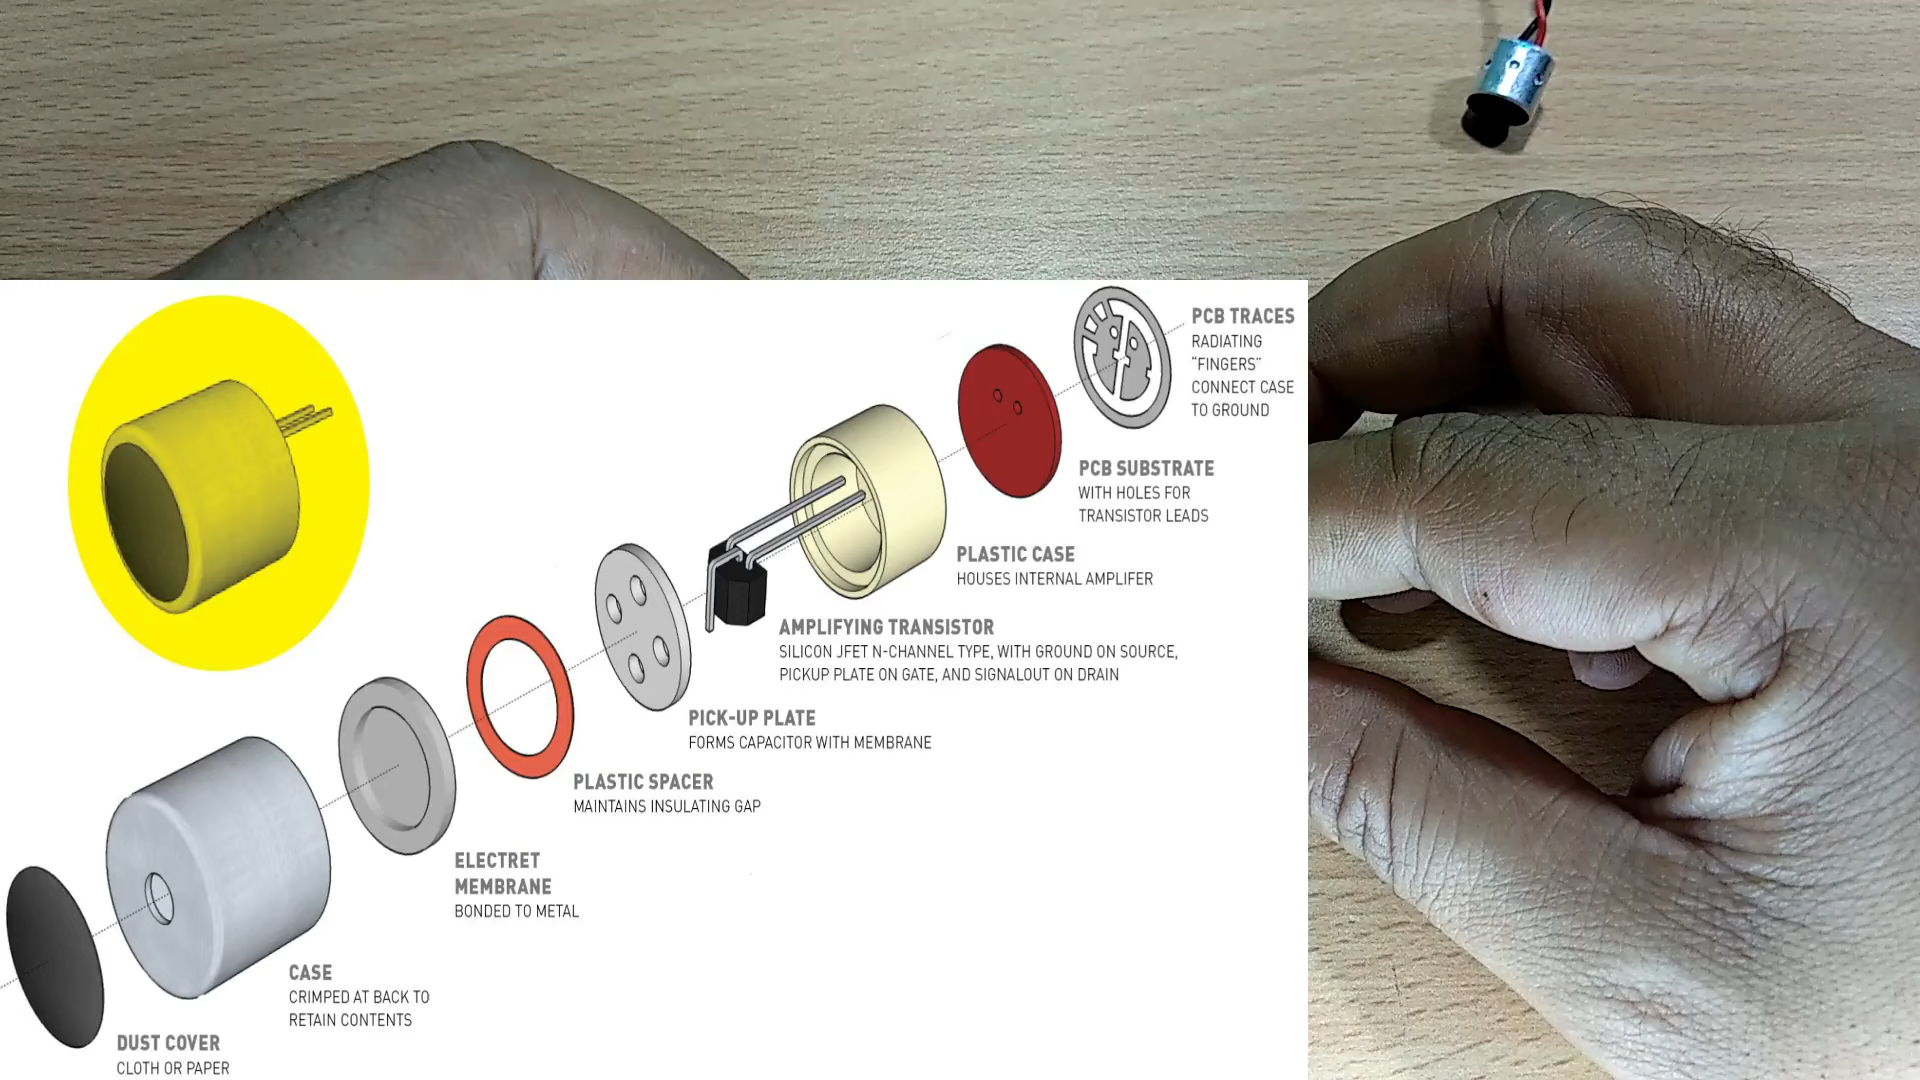 PCB TRACES
RADIATING
"FINGERS"
CONNECT CASE
TO GROUND
PCB SUBSTRATE
WITH HOLES FOR
TRANSISTOR LEADS
PLASTIC CASE
HOUSES INTERNAL AMPLIFER
AMPLIFYING TRANSISTOR
SILICON JFET N-CHANNEL TYPE, WITH GROUND ON SOURCE,
PICKUP PLATE ON GATE, AND SIGNALOUT ON DRAIN
PICK-UP PLATE
FORMS CAPACITOR WITH MEMBRANE
PLASTIC SPACER
MAINTAINS INSULATING GAP
ELECTRET
MEMBRANE
BONDED TO METAL
CASE
CRIMPED AT BACK TO
RETAIN CONTENTS
DUST COVER
CLOTH OR PAPER